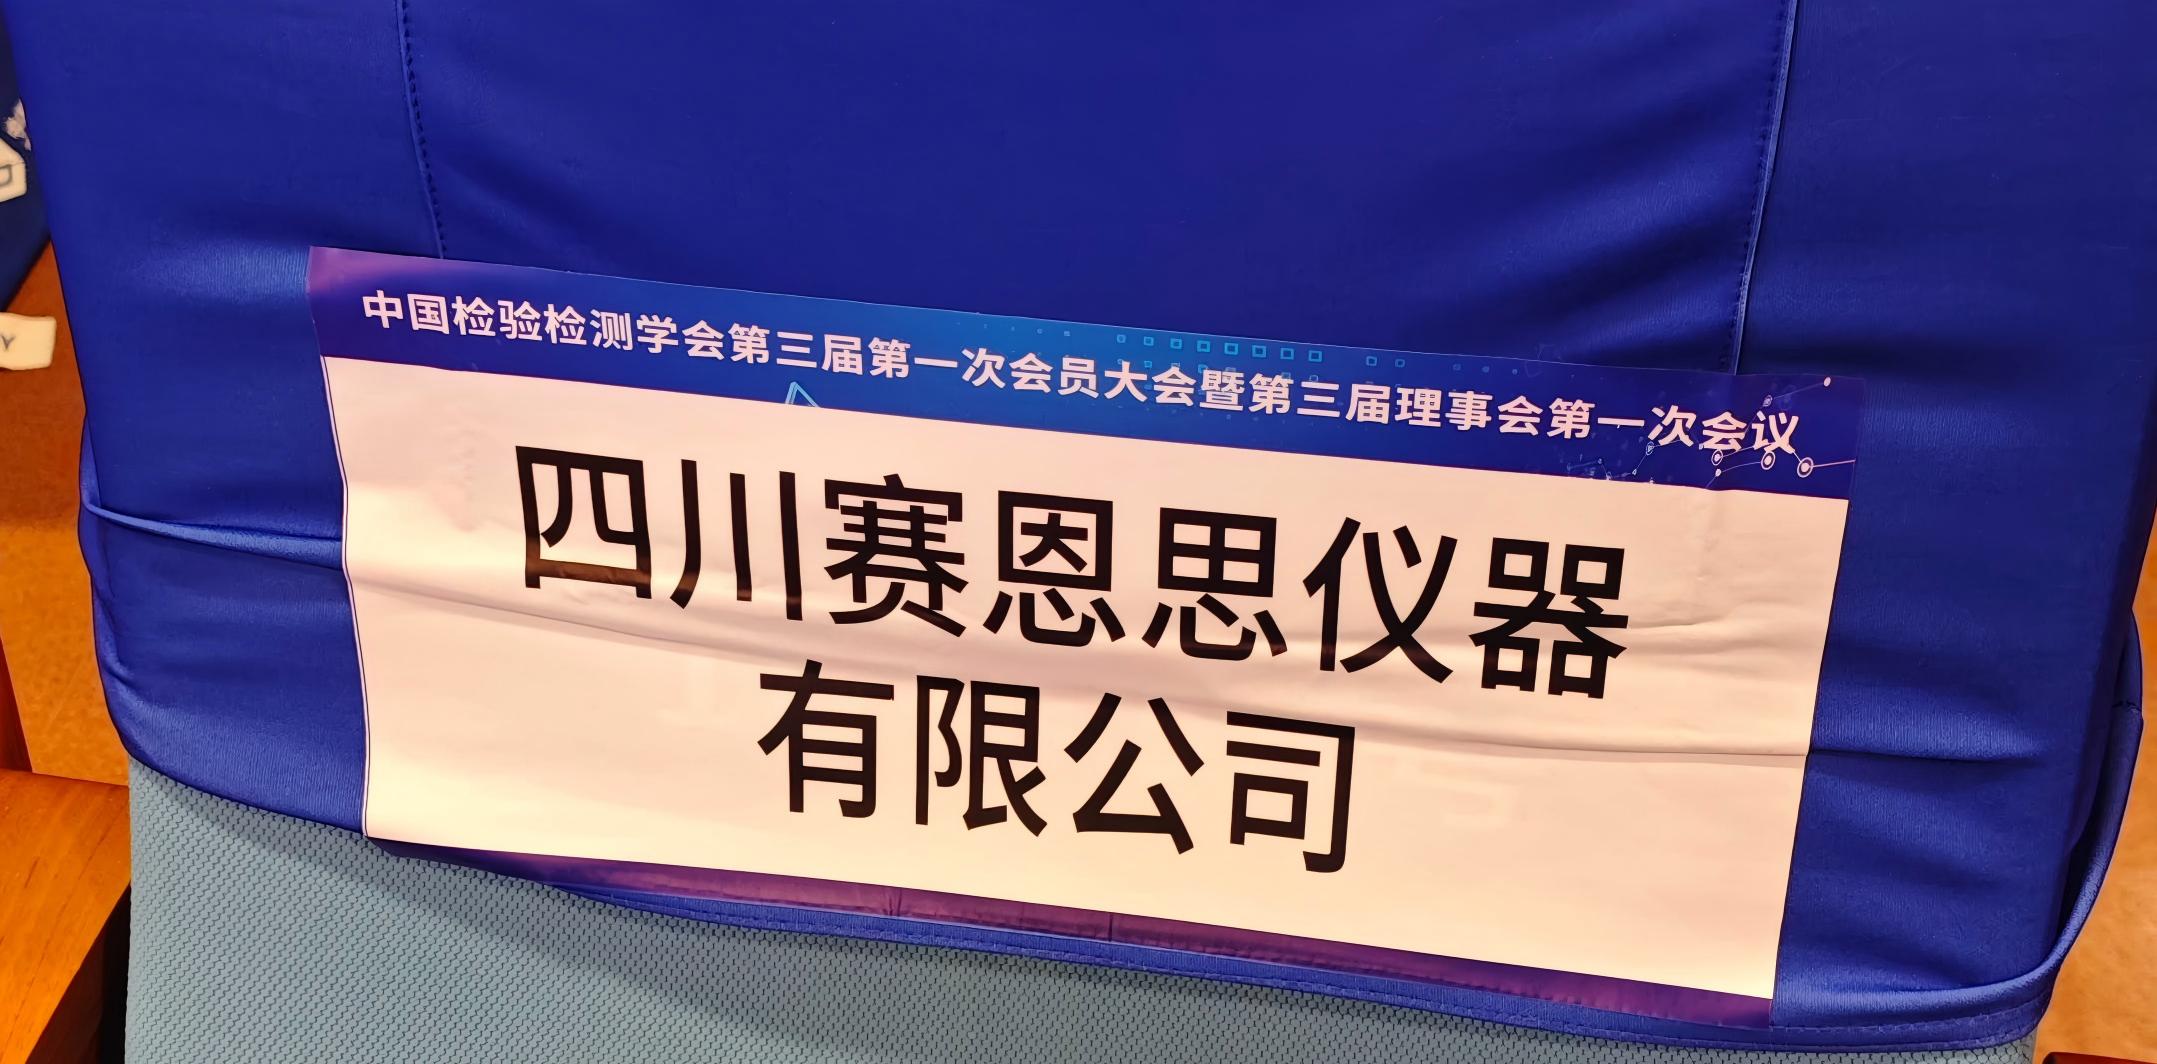 中国检验检测学会第三届第一次会员大会暨第三届理事会第一次会议
四川赛恩思仪器
有限公司